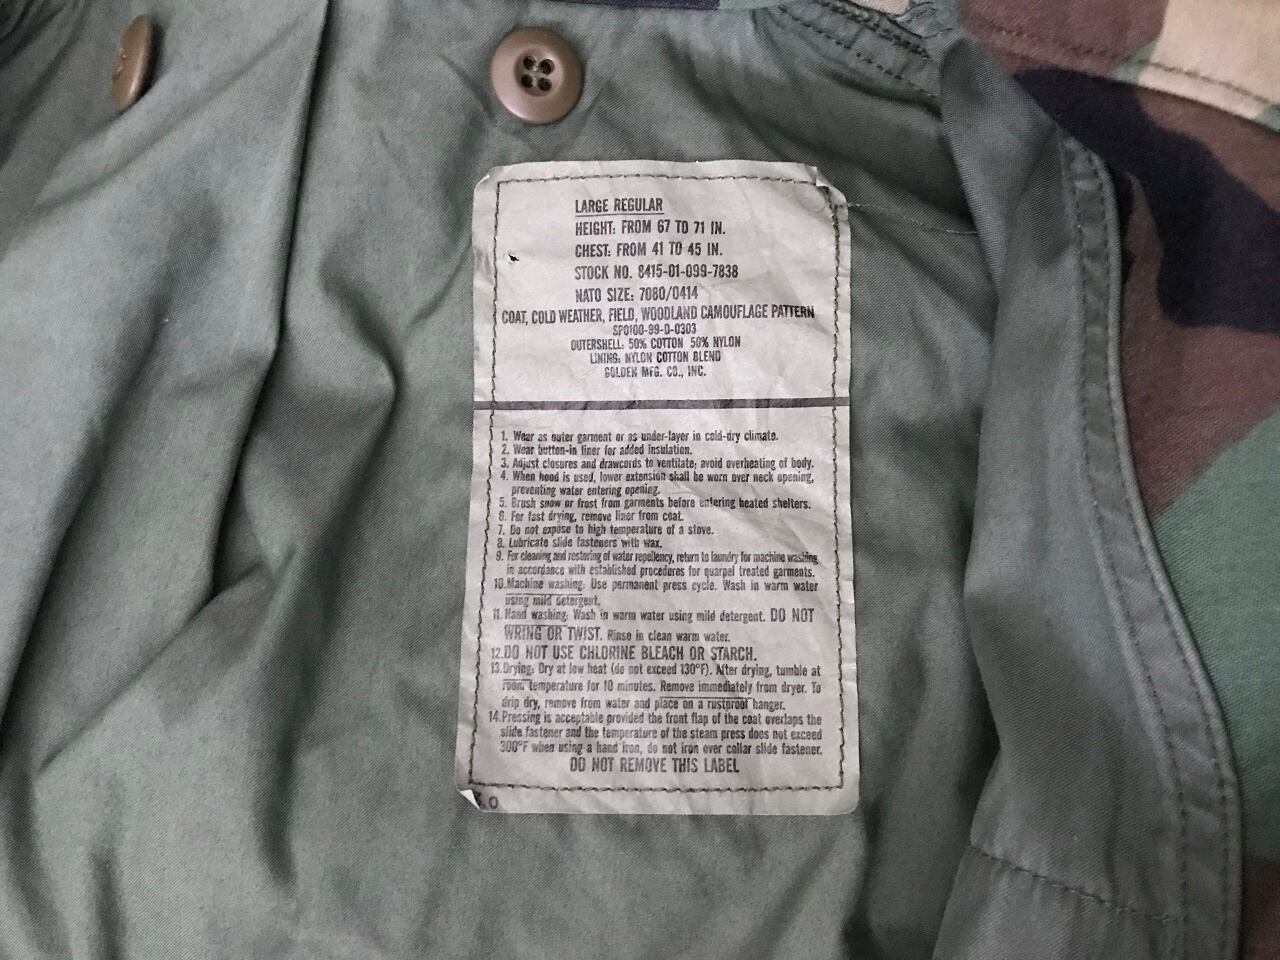 LARGE REGULAR
HEIGHT: FROM 67 TO 71 IN.
CHEST: FROM 41 TO 45 IN.
STOCK NO. 8415-01-099-7838
NATO SIZE: 7080/0414
COAT, COLD WEATHER, FIELD, WOODLAND CAMOUFLAGE PATTERN
SPO100-99-D-0303
OUTERSHELL: 50% COTTON 50% NYLON
LINING: NYLON COTTON BLEND
GOLDEN MFG. CO., INC.
1. Wear as outer garment or as under-layer in cold-dry climate.
2. Wear button-in liner for added insulation.
3. Adjust closures and drawcords to ventilate; avoid overheating of body.
4. When hood is used, lower extension shall be worn over neck opening,
preventing water entering opening.
5. Brush snow or frost from garments before entering heated shelters.
6. For fast drying, remove liner from coat.
7. Do not expose to high temperature of a stove.
8. Lubricate slide fasteners with wax.
9. For cleaning and restoring of water repellency, return to laundry for machine washing
in accordance with established procedures for quarpel treated garments.
10. Machine washing: Use permanent press cycle. Wash in warm water
using mild detergent.
11. Hand washing: Wash in warm water using mild detergent. DO NOT
WRING OR TWIST. Rinse in clean warm water.
12. DO NOT USE CHLORINE BLEACH OR STARCH.
13. Drying: Dry at low heat (do not exceed 130°F). After drying, tumble at
room temperature for 10 minutes. Remove immediately from dryer. To
drip dry, remove from water and place on a rustproof hanger.
14. Pressing is acceptable provided the front flap of the coat overlaps the
slide fastener and the temperature of the steam press does not exceed
300°F when using a hand iron, do not iron over collar slide fastener.
DO NOT REMOVE THIS LABEL